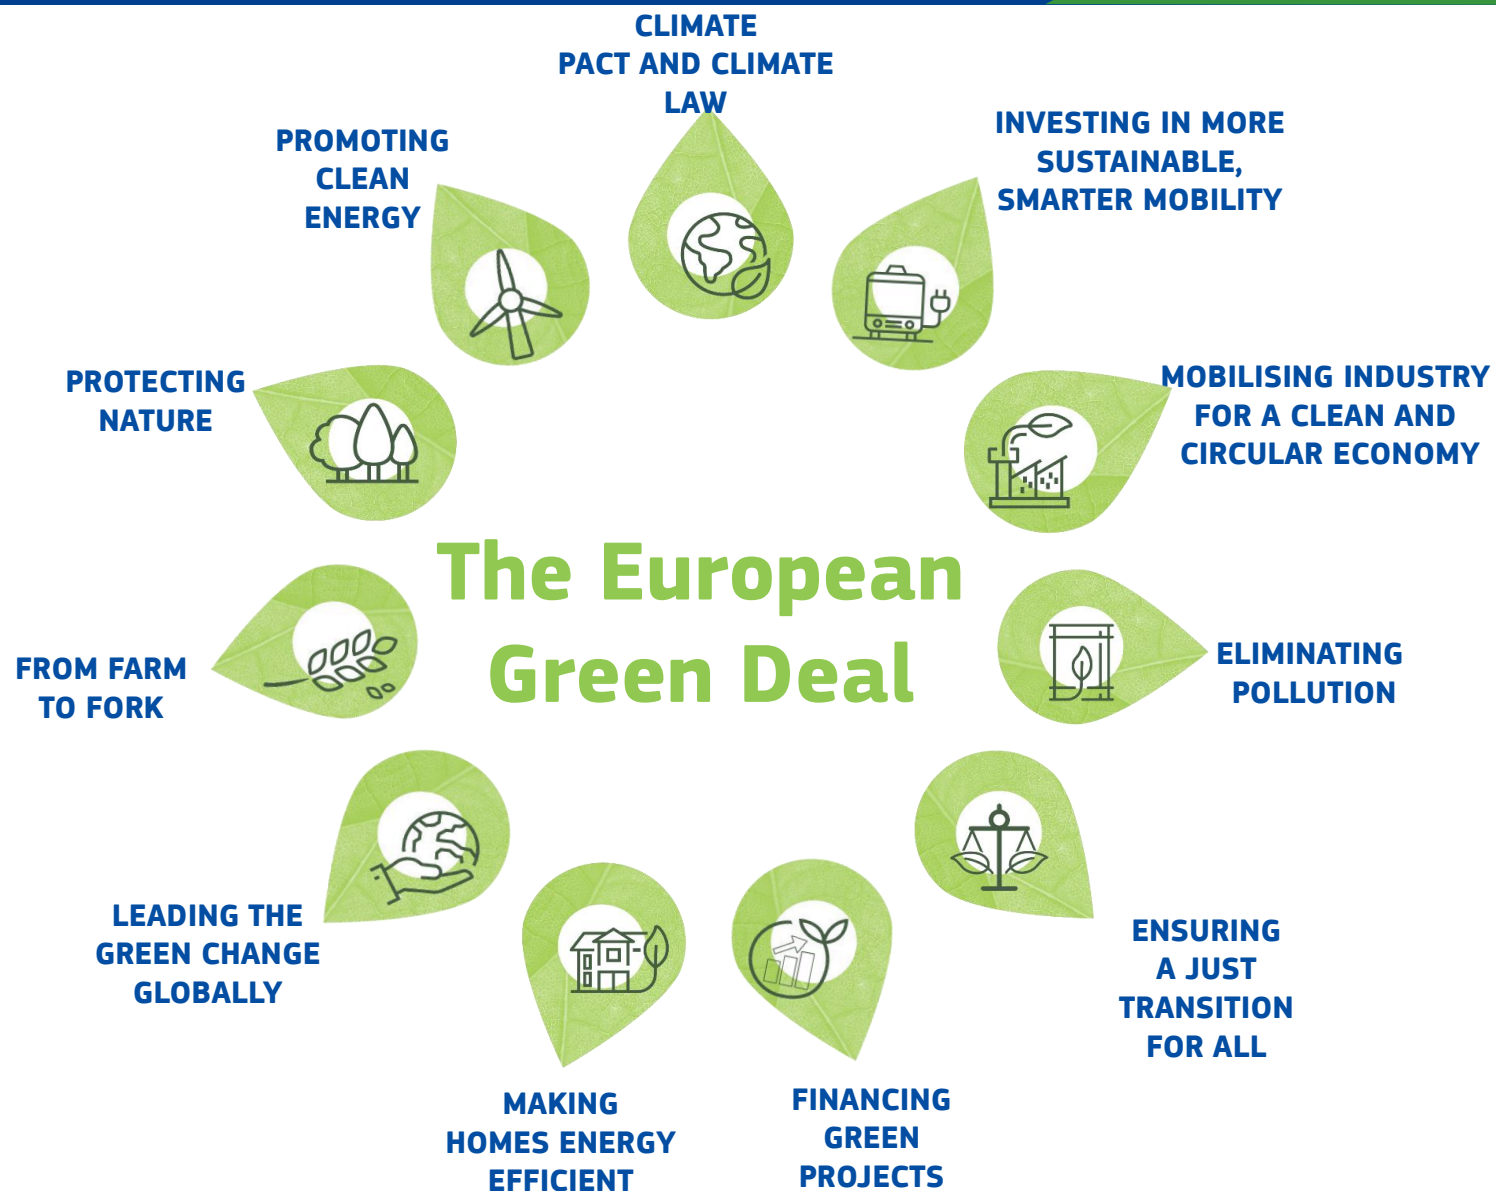 CLIMATE
PACT AND CLIMATE
LAW
INVESTING IN MORE
SUSTAINABLE,
SMARTER MOBILITY
MOBILISING INDUSTRY
FOR A CLEAN AND
CIRCULAR ECONOMY
ELIMINATING
POLLUTION
ENSURING
A JUST
TRANSITION
FOR ALL
FINANCING
GREEN
PROJECTS
MAKING
HOMES ENERGY
EFFICIENT
LEADING THE
GREEN CHANGE
GLOBALLY
FROM FARM
TO FORK
PROTECTING
NATURE
PROMOTING
CLEAN
ENERGY
The European
Green Deal